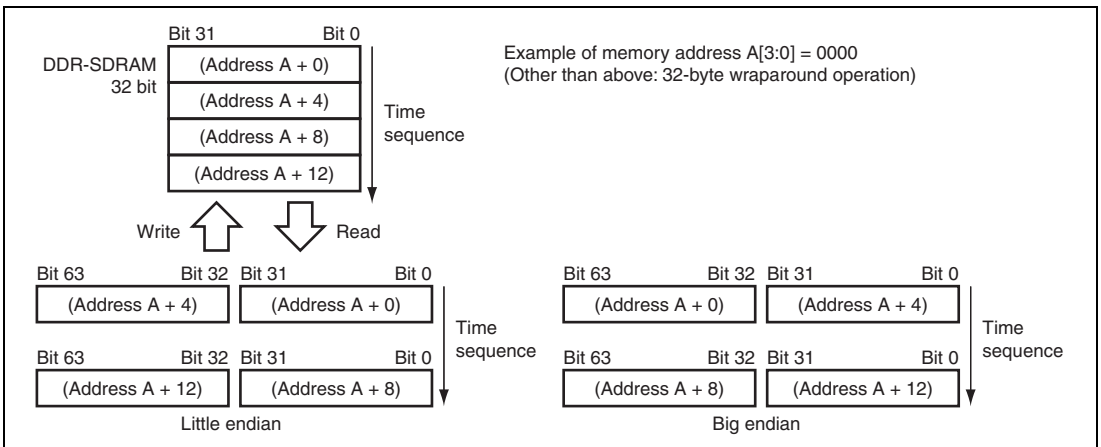 Bit 31 Bit 0
DDR-SDRAM
32 bit
(Address A + 0)
(Address A + 4)
(Address A + 8)
(Address A + 12)
Time
sequence
Example of memory address A[3:0] = 0000
(Other than above: 32-byte wraparound operation)
Write Read
Bit 63 Bit 32 Bit 31 Bit 0
(Address A + 4) (Address A + 0)
Bit 63 Bit 32 Bit 31 Bit 0
(Address A + 12) (Address A + 8)
Time
sequence
Little endian
Bit 63 Bit 32 Bit 31 Bit 0
(Address A + 0) (Address A + 4)
Bit 63 Bit 32 Bit 31 Bit 0
(Address A + 8) (Address A + 12)
Time
sequence
Big endian